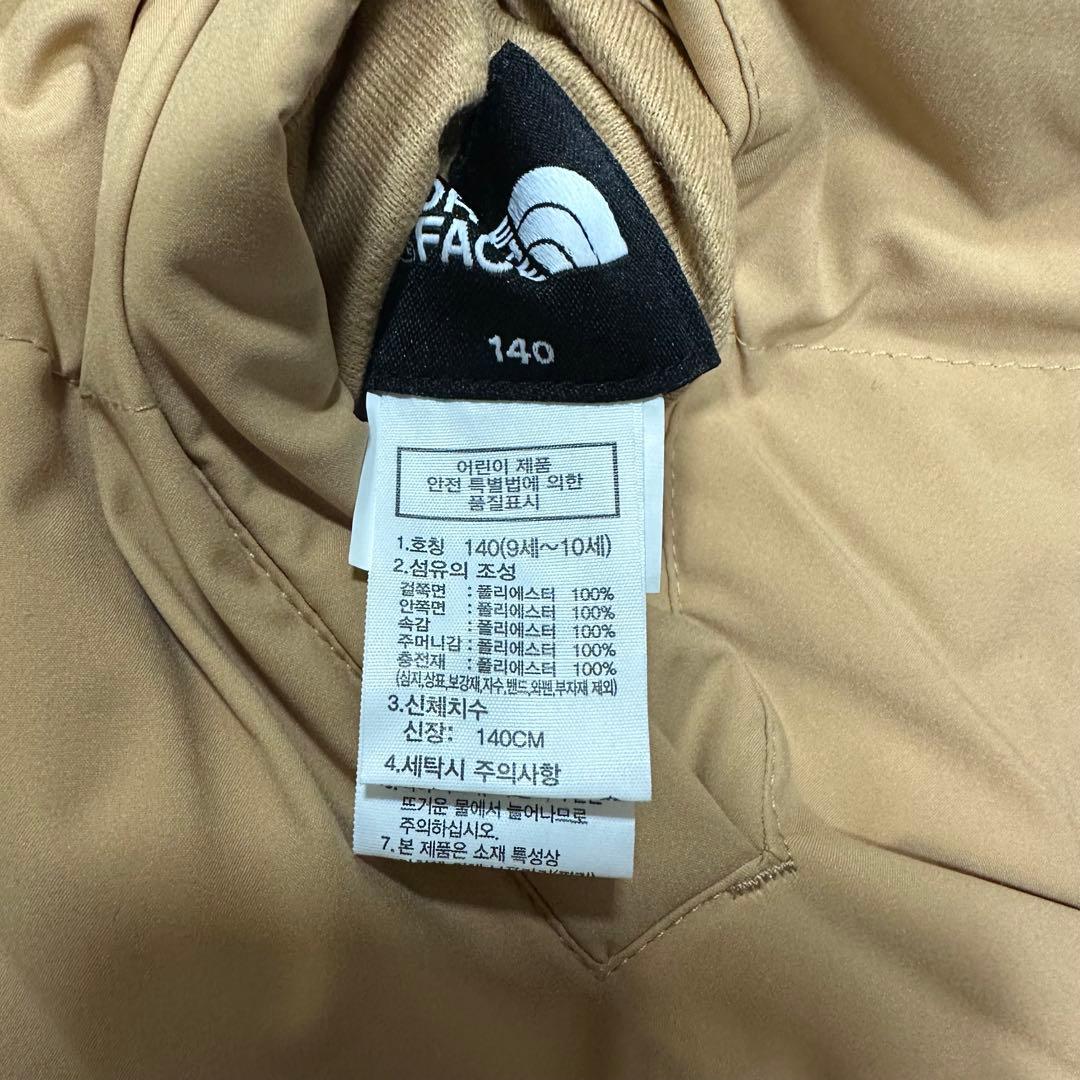 FACE
140
어린이 제품
안전 특별법에 의한
품질표시
1.호칭 140(9세~10세)
2.섬유의 조성
겉쪽면 : 폴리에스터 100%
안쪽면 : 폴리에스터 100%
속감 : 폴리에스터 100%
주머니감 : 폴리에스터 100%
충전재 : 폴리에스터 100%
(심지,상표,보강재,자수,밴드,와펜,부자재 제외)
3.신체치수
신장: 140CM
4.세탁시 주의사항
뜨거운 물에서 늘어나므로
주의하십시오.
7.본 제품은 소재 특성상